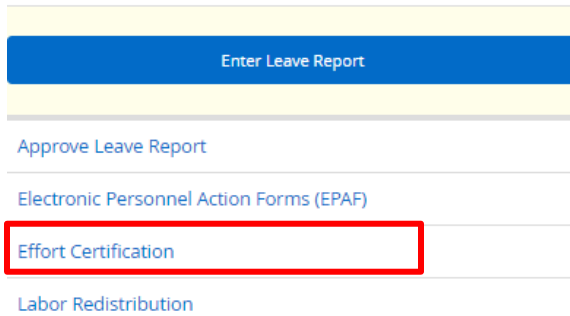 Enter Leave Report
Approve Leave Report
Electronic Personnel Action Forms (EPAF)
Effort Certification
Labor Redistribution